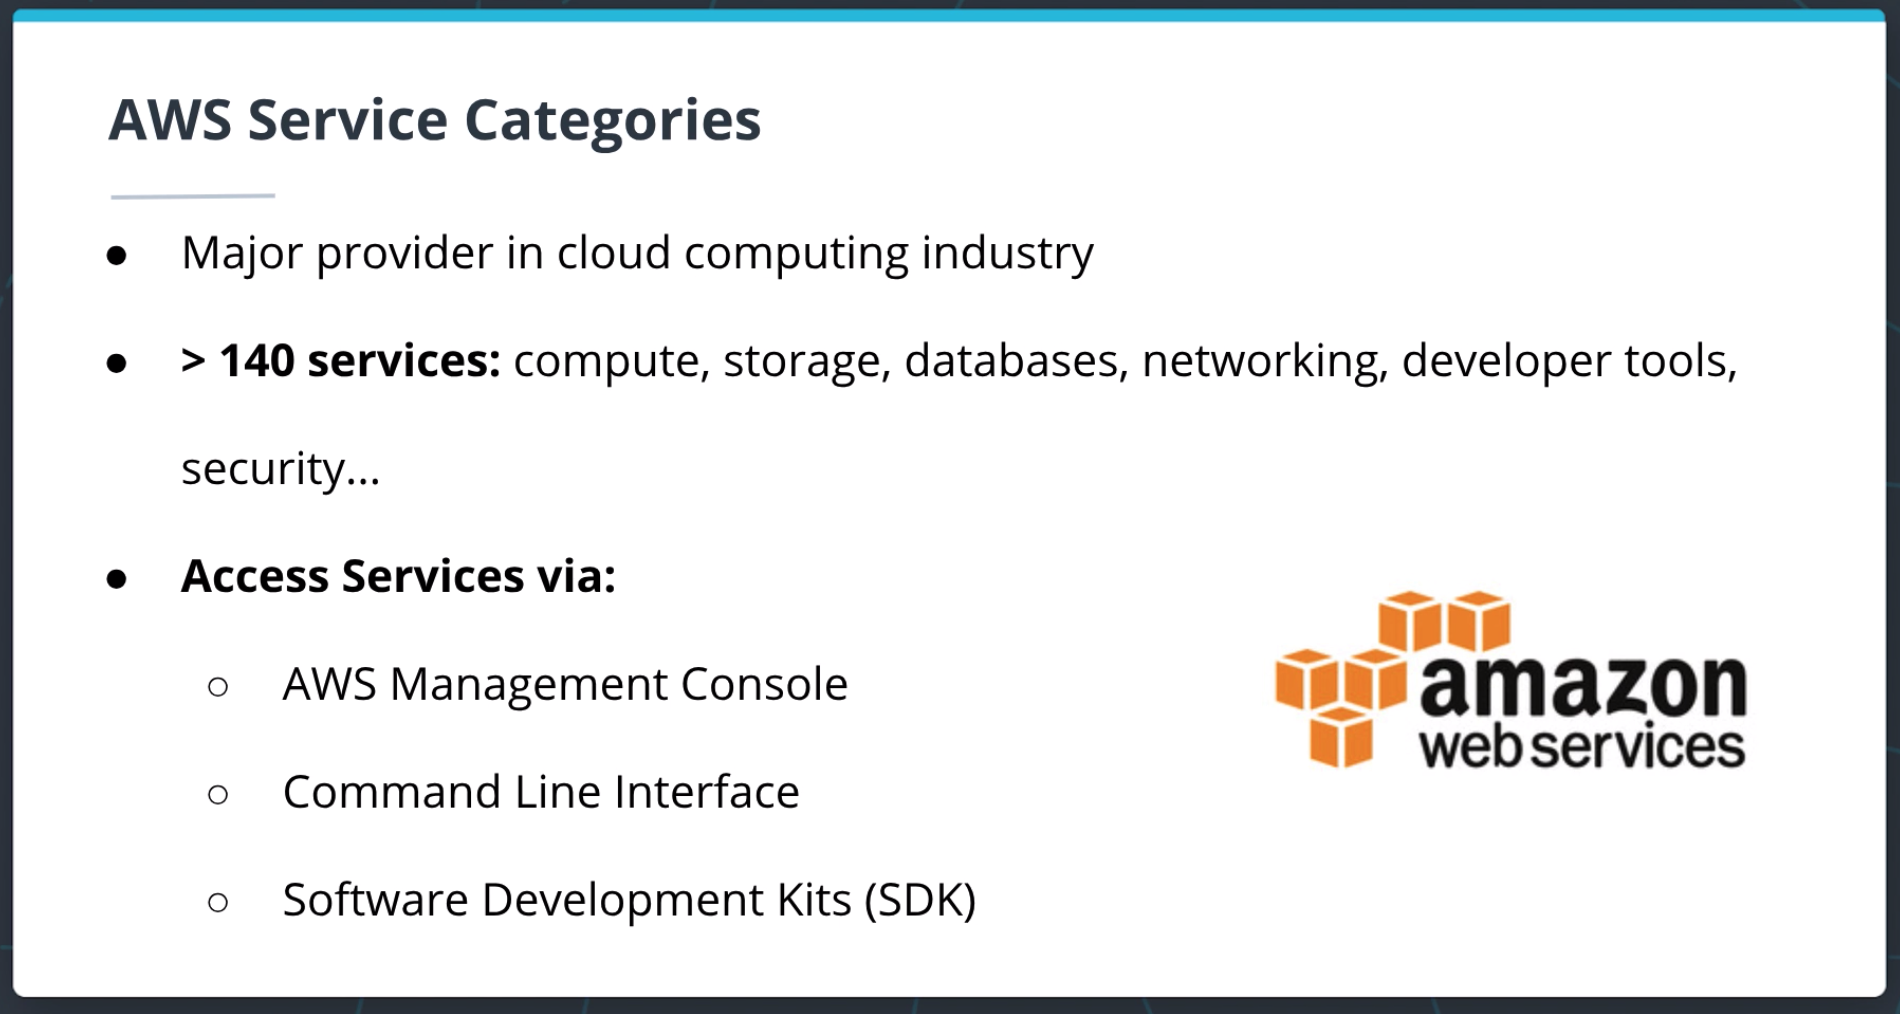 AWS Service Categories
● Major provider in cloud computing industry
● > 140 services: compute, storage, databases, networking, developer tools,
security...
● Access Services via:
○ AWS Management Console
○ Command Line Interface
○ Software Development Kits (SDK)
amazon
web services